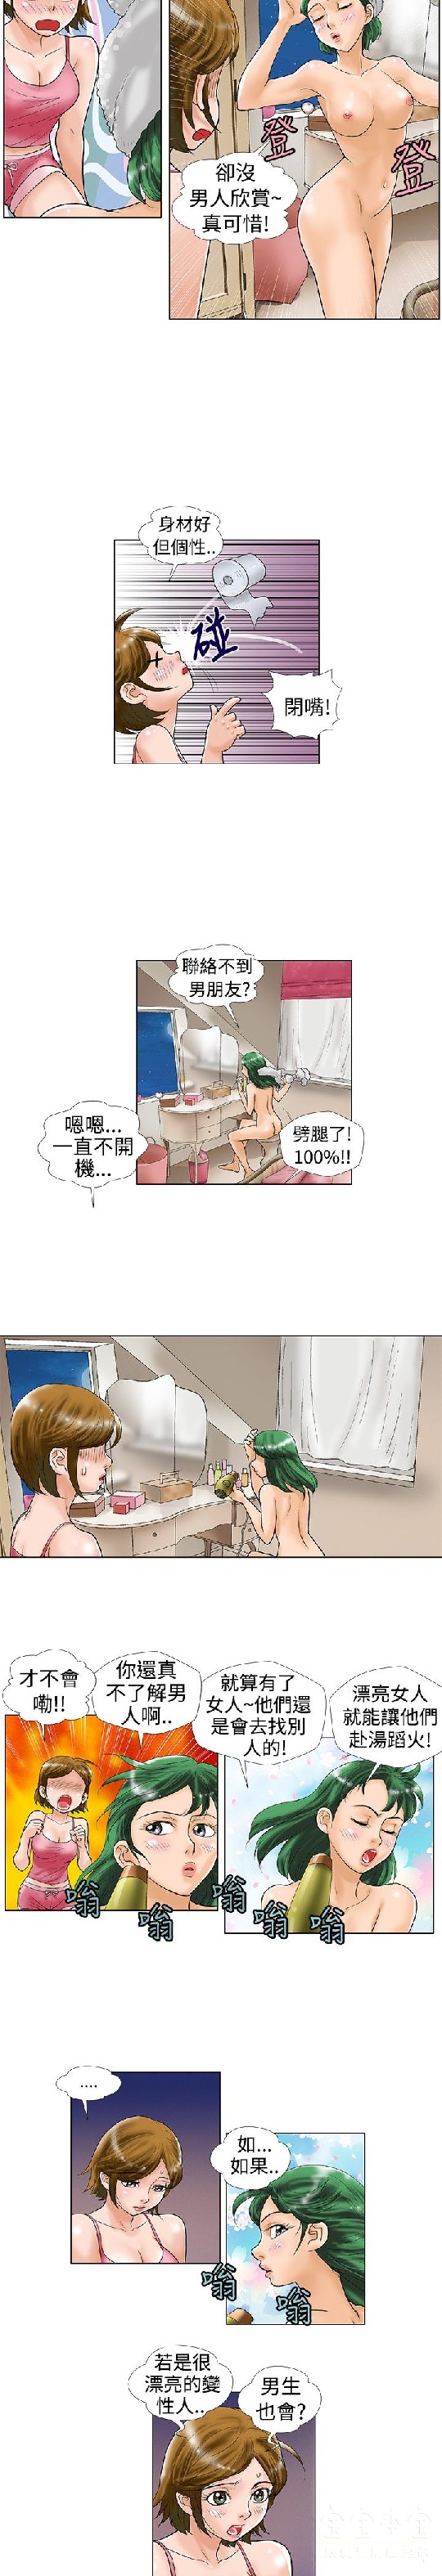 卻沒
男人欣賞~
真可惜!
登
登
身材好
但個性..
碰
閉嘴!
聯絡不到
男朋友?
嗯嗯...
一直不開
機...
劈腿了!
100%!!
才不會
嘞!!
你還真
不了解男
人啊..
就算有了
女人~他們還
是會去找別
人的!
漂亮女人
就能讓他們
赴湯蹈火!
嗡
嗡
嗡
嗡
....
如...
如果..
嗡
嗡
若是很
漂亮的變
性人..
男生
也會?